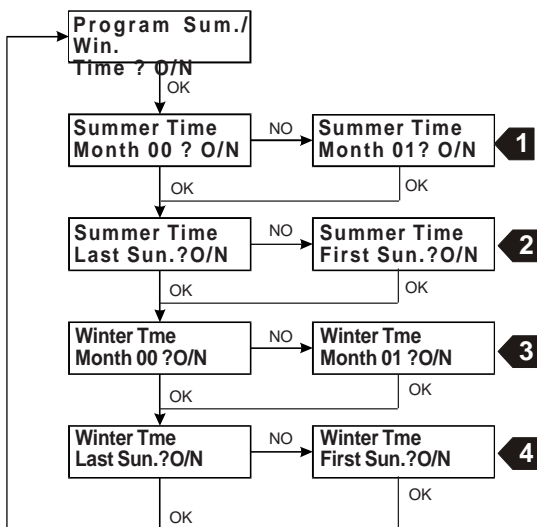 Program Sum./
Win.
Time ? O/N
OK
Summer Time
Month 00 ? O/N
NO
Summer Time
Month 01? O/N
1
OK
OK
Summer Time
Last Sun.?O/N
NO
Summer Time
First Sun.?O/N
2
OK
OK
Winter Tme
Month 00 ?O/N
NO
Winter Tme
Month 01 ?O/N
3
OK
OK
Winter Tme
Last Sun.?O/N
NO
Winter Tme
First Sun.?O/N
4
OK
OK